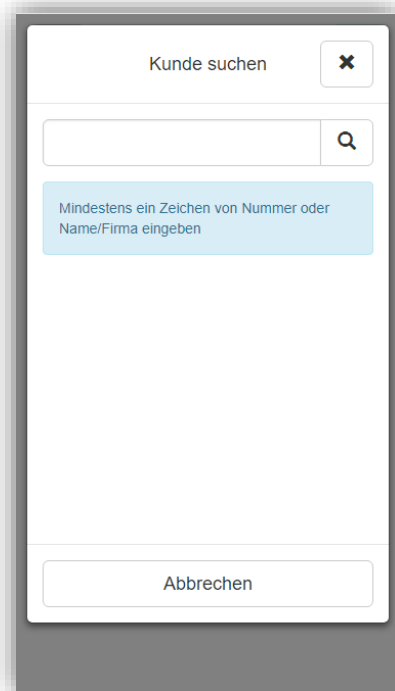 Kunde suchen
Mindestens ein Zeichen von Nummer oder
Name/Firma eingeben
Abbrechen